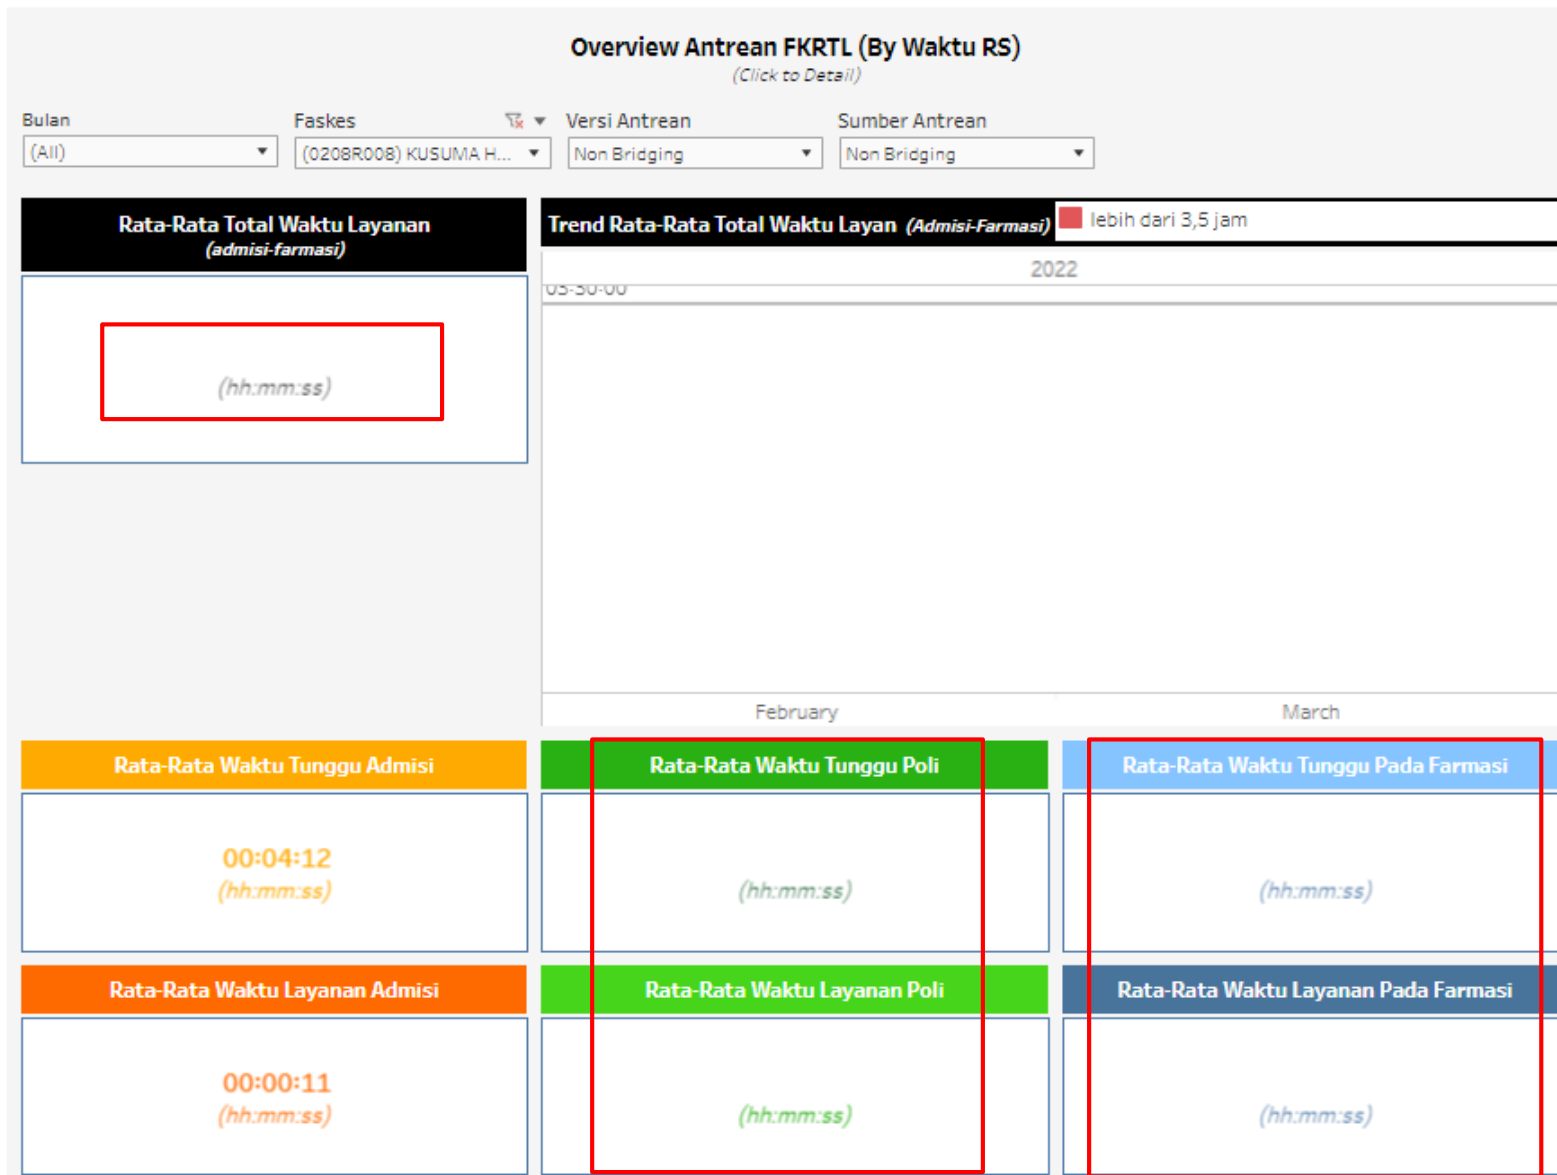 Overview Antrean FKRTL (By Waktu RS)
(Click to Detail)
Bulan
Faskes
Versi Antrean
Sumber Antrean
(All)
(0208R008) KUSUMA H...
Non Bridging
Non Bridging
Rata-Rata Total Waktu Layanan
(admisi-farmasi)
Trend Rata-Rata Total Waktu Layan (Admisi-Farmasi)
lebih dari 3,5 jam
2022
03-30-00
(hh:mm:ss)
February
March
Rata-Rata Waktu Tunggu Admisi
Rata-Rata Waktu Tunggu Poli
Rata-Rata Waktu Tunggu Pada Farmasi
00:04:12
(hh:mm:ss)
(hh:mm:ss)
(hh:mm:ss)
Rata-Rata Waktu Layanan Admisi
Rata-Rata Waktu Layanan Poli
Rata-Rata Waktu Layanan Pada Farmasi
00:00:11
(hh:mm:ss)
(hh:mm:ss)
(hh:mm:ss)